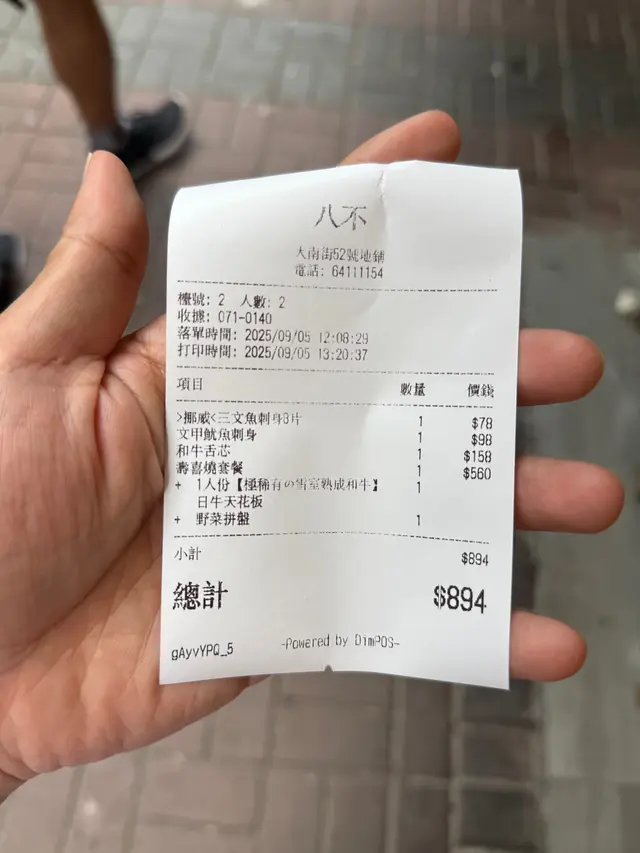 八不
大南街52號地鋪
電話: 64111154
檯號: 2 人數: 2
收據: 071-0140
落單時間: 2025/09/05 12:08:29
打印時間: 2025/09/05 13:20:37
項目 數量 價錢
>挪威<三文魚刺身8片 1 $78
文甲魷魚刺身 1 $98
和牛舌芯 1 $158
壽喜燒套餐 1 $560
+ 1人份【極稀有の雪室熟成和牛】 1
日牛天花板
+ 野菜拼盤 1
小計 $894
總計 $894
gAyvYPQ_5 -Powered by DimPOS-